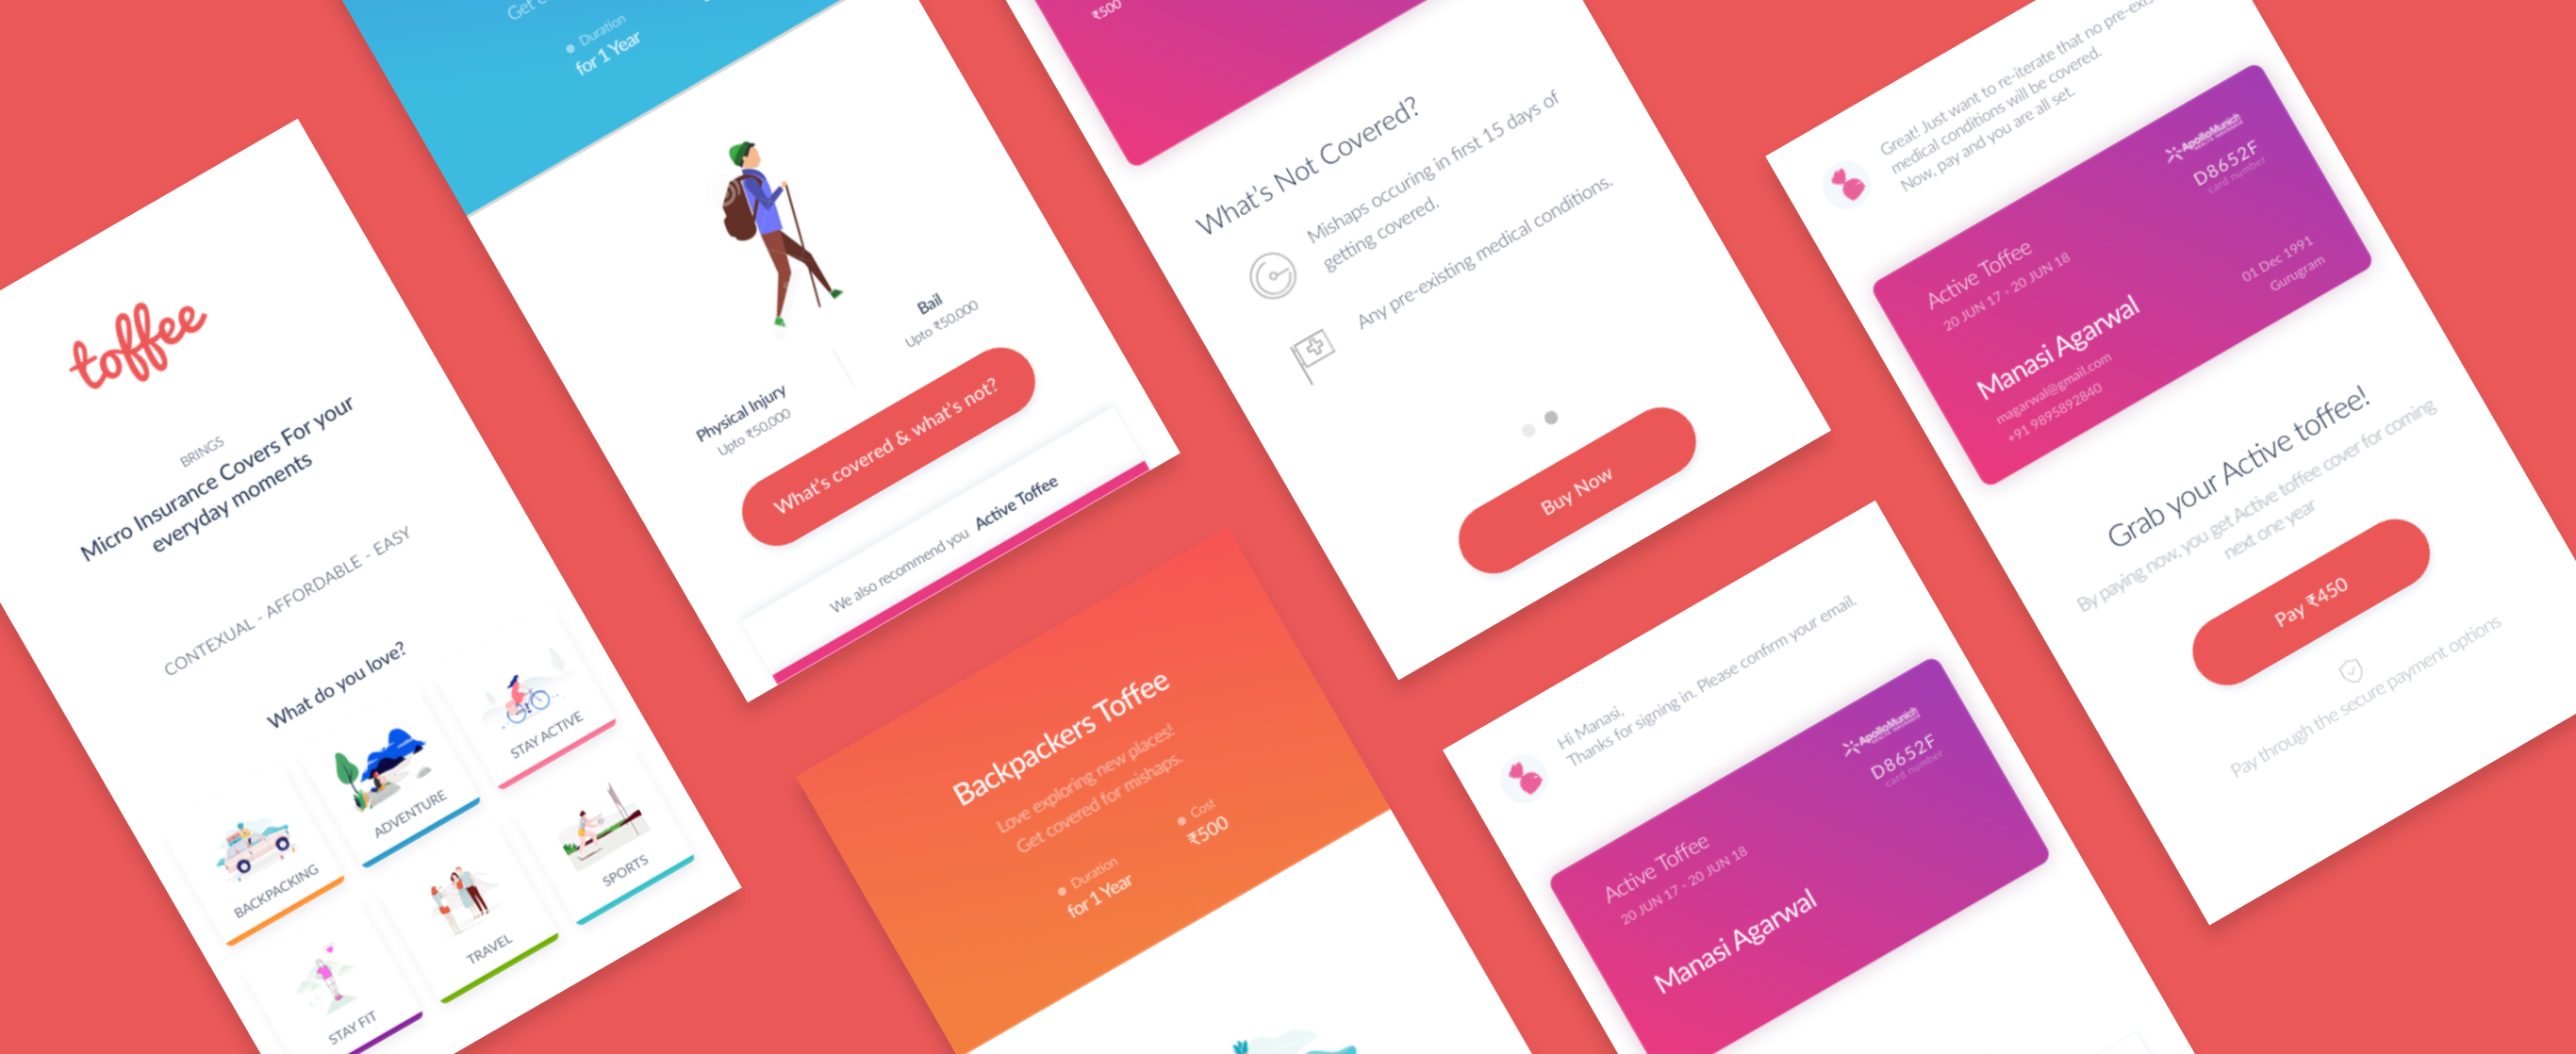 toffee
BRINGS
Micro Insurance Covers For your
everyday moments
CONTEXUAL - AFFORDABLE - EASY
What do you love?
BACKPACKING
ADVENTURE
STAY ACTIVE
STAY FIT
TRAVEL
SPORTS
Get
Duration
for 1 Year
Physical Injury
Upto ₹50,000
Bail
Upto ₹50,000
What's covered & what's not?
We also recommend you Active Toffee
Backpackers Toffee
Love exploring new places!
Get covered for mishaps.
Duration
for 1 Year
Cost
₹500
₹500
What's Not Covered?
Mishaps occuring in first 15 days of
getting covered.
Any pre-existing medical conditions.
Buy Now
Hi Manasi,
Thanks for signing in. Please confirm your email.
ApolloMunich
D8652F
card number
Active Toffee
20 JUN 17 - 20 JUN 18
Manasi Agarwal
Great! Just want to re-iterate that no pre-exis
medical conditions will be covered.
Now, pay and you are all set.
ApolloMunich
D8652F
card number
Active Toffee
20 JUN 17 - 20 JUN 18
01 Dec 1991
Gurugram
Manasi Agarwal
magarwal@gmail.com
+91 9895892840
Grab your Active toffee!
By paying now, you get Active toffee cover for coming
next one year
Pay ₹450
Pay through the secure payment options